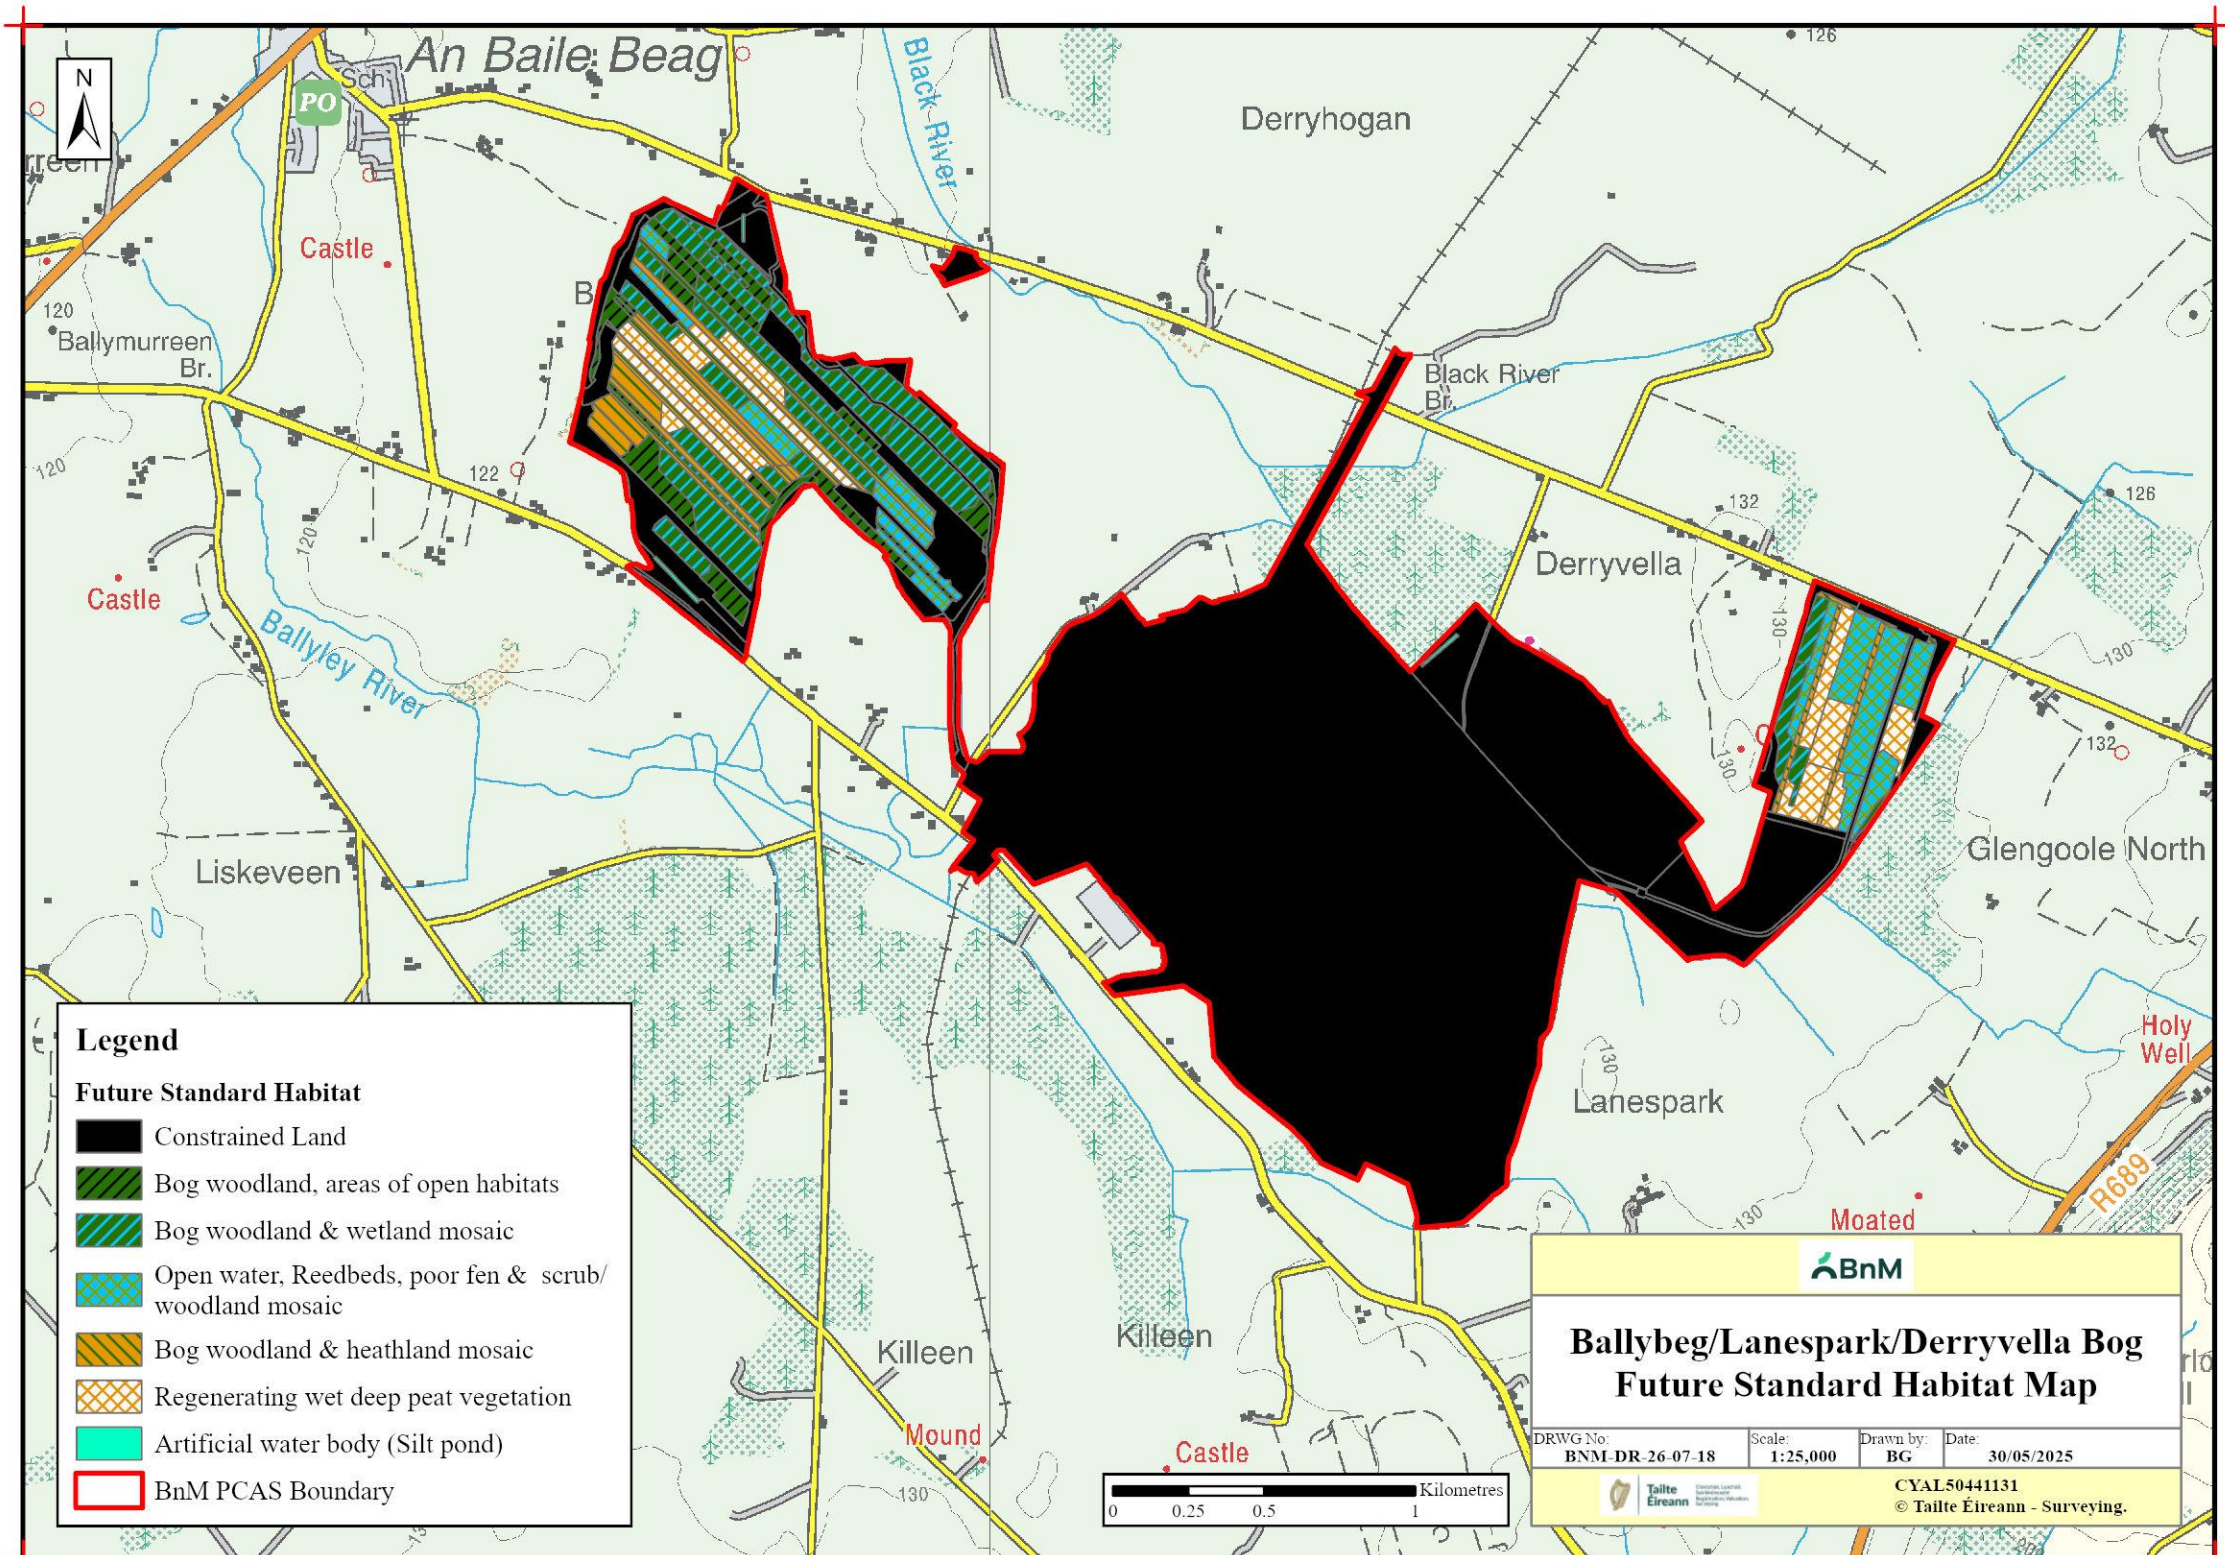 N
PO
Sch
An Baile Beag
Black River
Derryhogan
126
rreen
Castle
B
120
Ballymurreen
Br.
Black River
Br.
120
122
120
132
126
Derryvella
Castle
Ballyley River
130
130
130
132
Liskeveen
Glengoole North
Holy
Well
130
Lanespark
R689
130
Moated
Killeen
Killeen
Mound
Castle
130
Legend
Future Standard Habitat
Constrained Land
Bog woodland, areas of open habitats
Bog woodland & wetland mosaic
Open water, Reedbeds, poor fen & scrub/
woodland mosaic
Bog woodland & heathland mosaic
Regenerating wet deep peat vegetation
Artificial water body (Silt pond)
BnM PCAS Boundary
Kilometres
0 0.25 0.5 1
BnM
Ballybeg/Lanespark/Derryvella Bog
Future Standard Habitat Map
DRWG No: Scale: Drawn by: Date:
BNM-DR-26-07-18 1:25,000 BG 30/05/2025
Tailte
Éireann
CYAL50441131
© Tailte Éireann - Surveying.